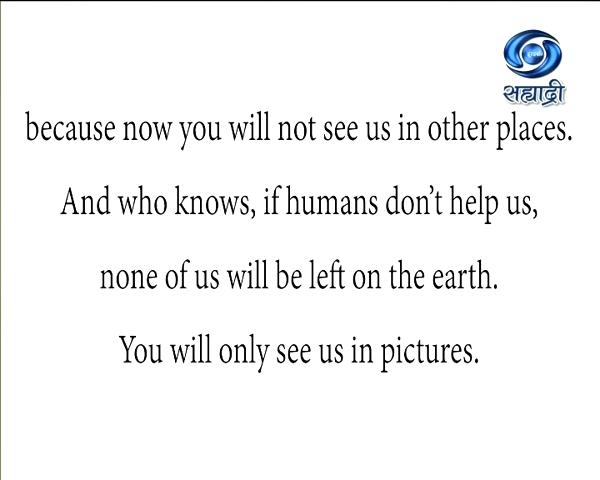 सह्याद्री
because now you will not see us in other places.
And who knows, if humans don't help us,
none of us will be left on the earth.
You will only see us in pictures.